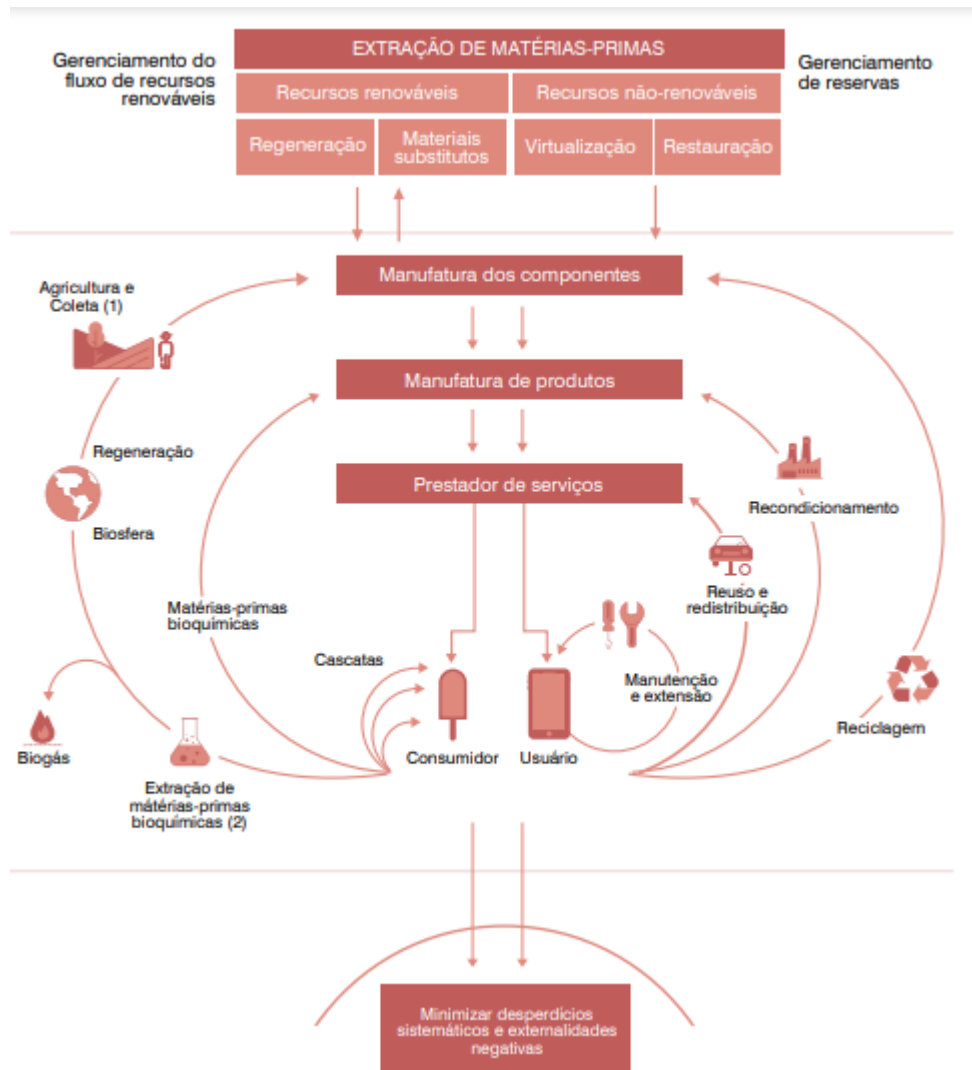 EXTRAÇÃO DE MATÉRIAS-PRIMAS
Gerenciamento do
fluxo de recursos
renováveis
Gerenciamento
de reservas
Recursos renováveis
Recursos não-renováveis
Regeneração
Materiais
substitutos
Virtualização
Restauração
Manufatura dos componentes
Agricultura e
Coleta (1)
Manufatura de produtos
Regeneração
Biosfera
Prestador de serviços
Recondicionamento
Reuso e
redistribuição
Matérias-primas
bioquímicas
Cascatas
Manutenção
e extensão
Reciclagem
Biogás
Consumidor
Usuário
Extração de
mátérias-primas
bioquímicas (2)
Minimizar desperdícios
sistemáticos e externalidades
negativas